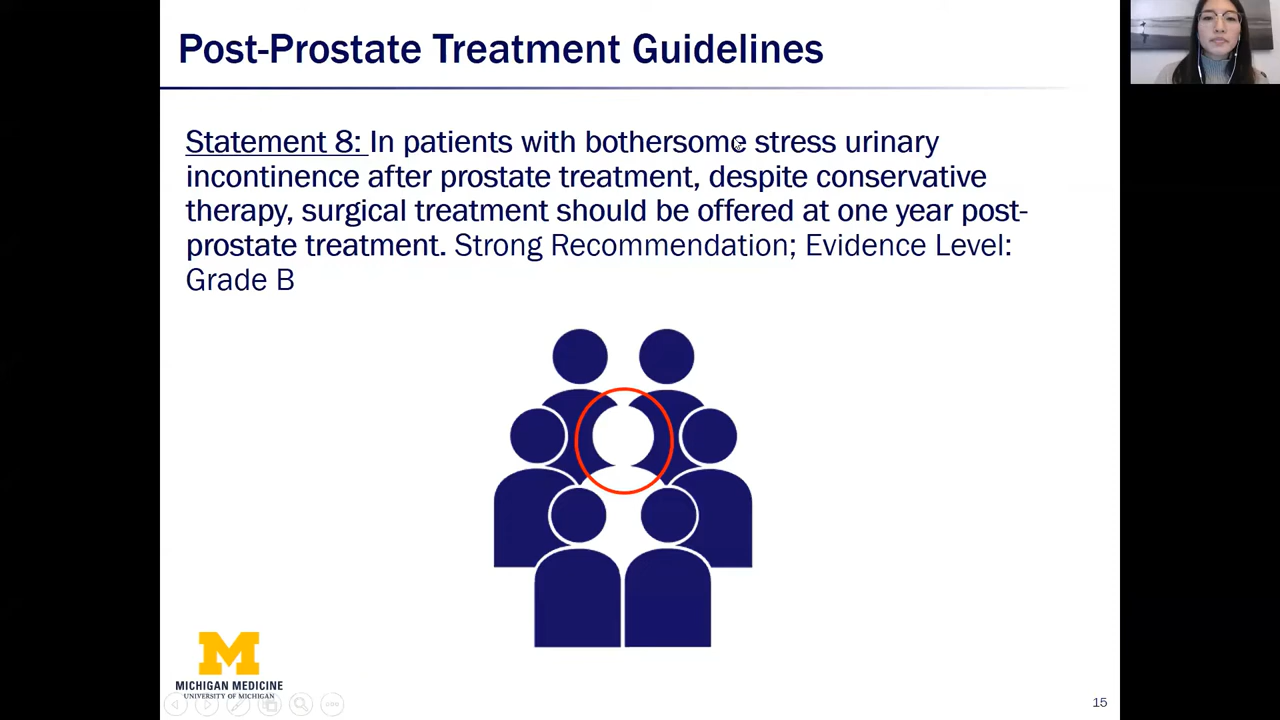 Post-Prostate Treatment Guidelines
Statement 8: In patients with bothersome stress urinary
incontinence after prostate treatment, despite conservative
therapy, surgical treatment should be offered at one year post-
prostate treatment. Strong Recommendation; Evidence Level:
Grade B
M
MICHIGAN MEDICINE
UNIVERSITY OF MICHIGAN
15